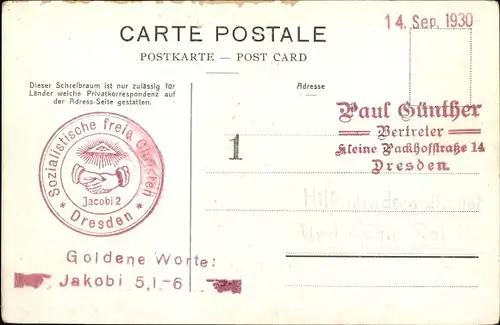 CARTE POSTALE
POSTKARTE — POST CARD
14. Sep. 1930
Dieser Schreibraum ist nur zulässig für
Länder welche Privatkorrespondenz auf
der Adress-Seite gestatten.
Adresse
Paul Günther
Vertreter
Kleine Packhofstraße 14
Dresden.
1
* Sozialistische freie Christen *
Jacobi 2
Dresden
Goldene Worte:
Jakobi 5,1-6